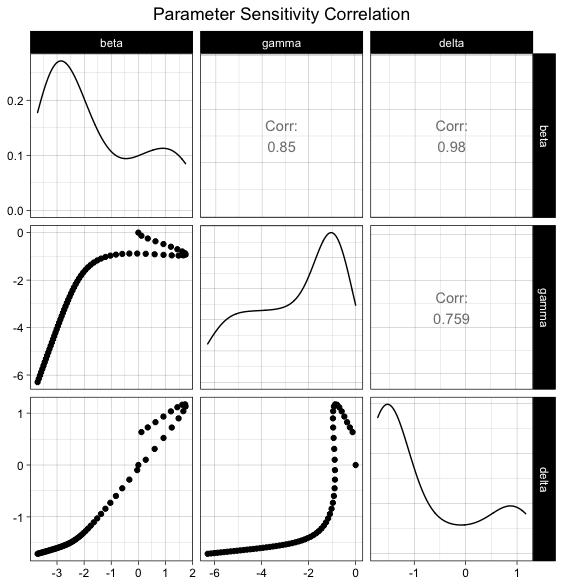 Parameter Sensitivity Correlation
beta gamma delta
0.2
0.1
0.0
Corr:
0.85
Corr:
0.98
beta
0
-2
-4
-6
Corr:
0.759
gamma
1
0
-1
delta
-3 -2 -1 0 1 2
-6 -4 -2 0
-1 0 1